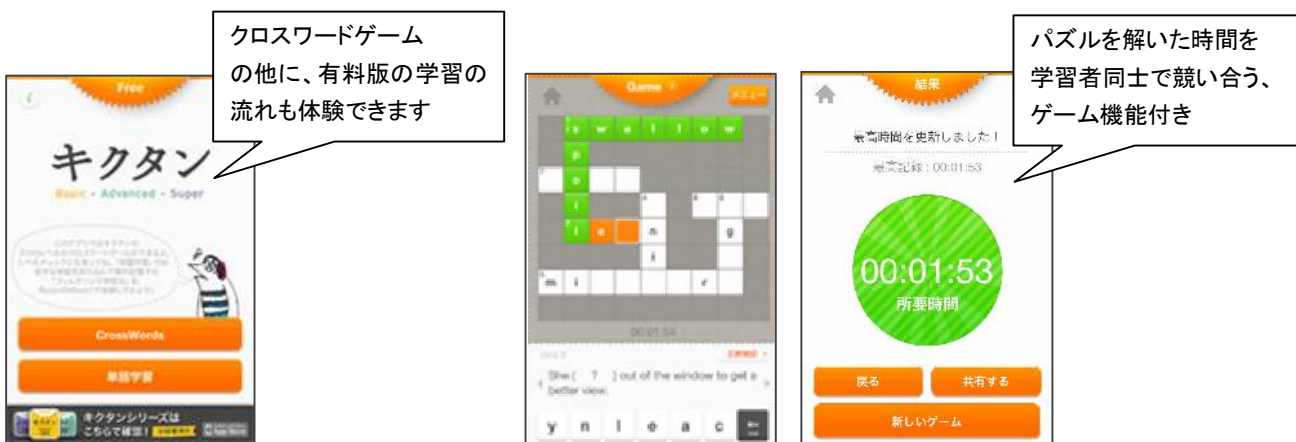 クロスワードゲーム
の他に、有料版の学習の
流れも体験できます
パズルを解いた時間を
学習者同士で競い合う、
ゲーム機能付き
Free
キクタン
Basic・Advanced・Super
CrossWords
単語学習
キクタンシリーズは
こちらで確認！
App Store
Game
メニュー
s w a l l o w
p
o
i
l e n g
i
m i r
00:01:54
She ( ? ) out of the window to get a
better view.
y n l e a c
結果
最高時間を更新しました！
最高記録：00:01:53
00:01:53
所要時間
戻る 共有する
新しいゲーム